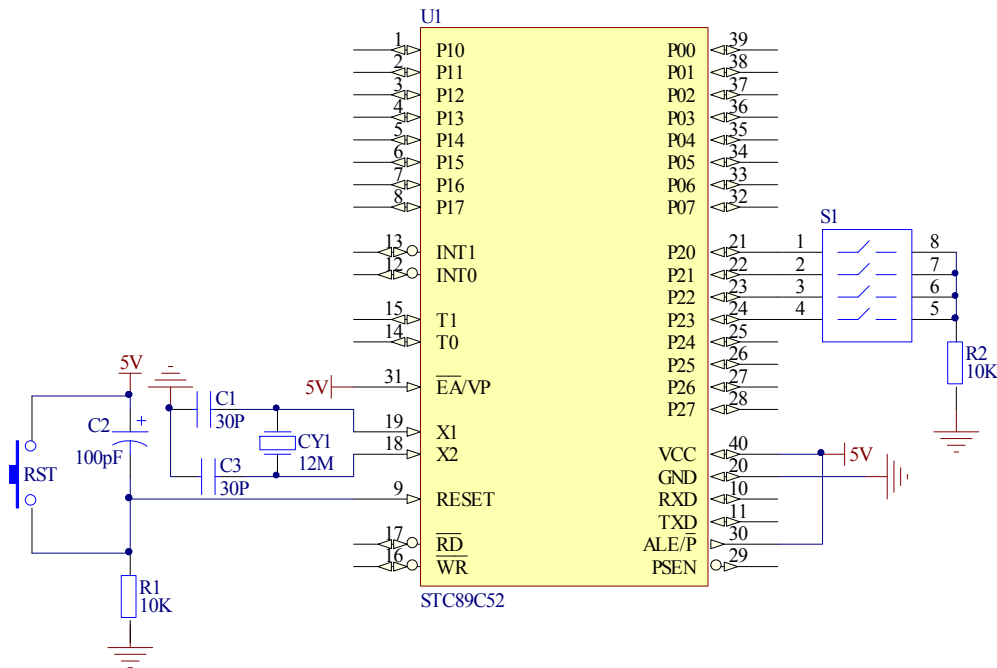 U1
1 P10 P00 39
2 P11 P01 38
3 P12 P02 37
4 P13 P03 36
5 P14 P04 35
6 P15 P05 34
7 P16 P06 33
8 P17 P07 32
S1
13 INT1 P20 21 1 8
12 INT0 P21 22 2 7
P22 23 3 6
15 T1 P23 24 4 5
14 T0 P24 25
P25 26
R2
10K
5V 31 EA/VP P26 27
P27 28
5V
C1
30P
C2 +
100pF
19 X1
CY1
12M
18 X2 VCC 40 5V
C3
30P
GND 20
RST
9 RESET RXD 10
TXD 11
17 RD ALE/P 30
16 WR PSEN 29
R1
10K
STC89C52